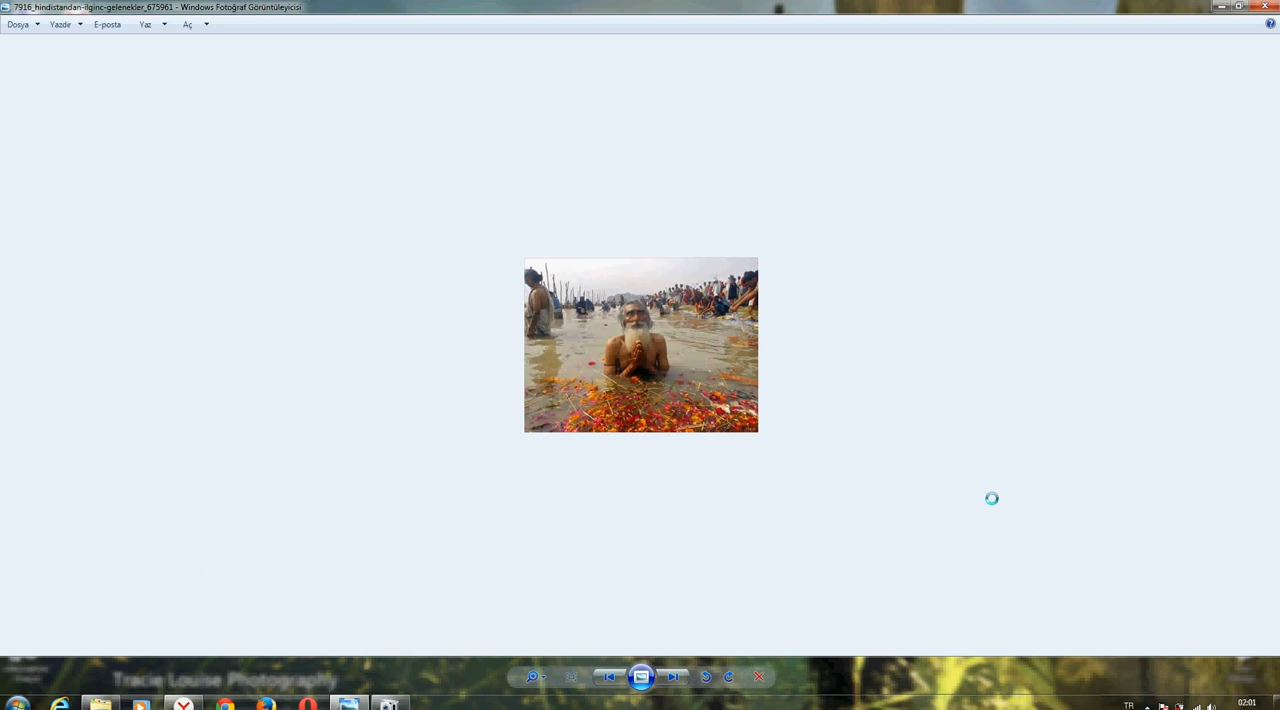 7916_hindistandan-ilginc-gelenekler_675961 - Windows Fotoğraf Görüntüleyicisi
Dosya Yazdır E-posta Yaz Aç
Tracie Louise Photography
TR 02:01